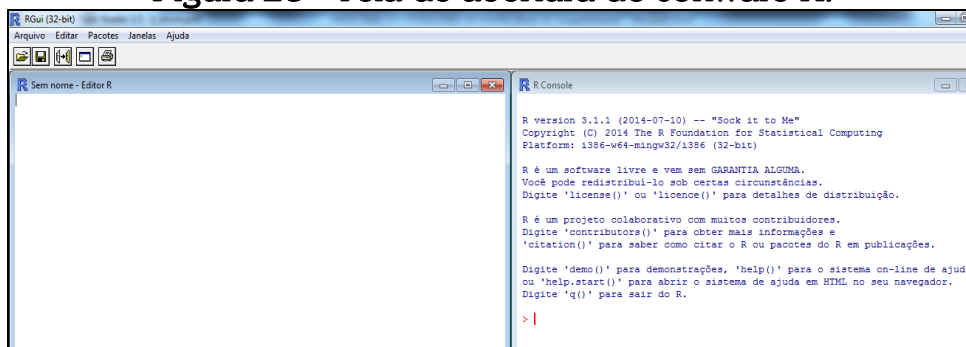 RGui (32-bit)
Arquivo Editar Pacotes Janelas Ajuda
Sem nome - Editor R
R Console
R version 3.1.1 (2014-07-10) -- "Sock it to Me"
Copyright (C) 2014 The R Foundation for Statistical Computing
Platform: i386-w64-mingw32/i386 (32-bit)
R é um software livre e vem sem GARANTIA ALGUMA.
Você pode redistribuí-lo sob certas circunstâncias.
Digite 'license()' ou 'licence()' para detalhes de distribuição.
R é um projeto colaborativo com muitos contribuidores.
Digite 'contributors()' para obter mais informações e
'citation()' para saber como citar o R ou pacotes do R em publicações.
Digite 'demo()' para demonstrações, 'help()' para o sistema on-line de ajud
ou 'help.start()' para abrir o sistema de ajuda em HTML no seu navegador.
Digite 'q()' para sair do R.
>